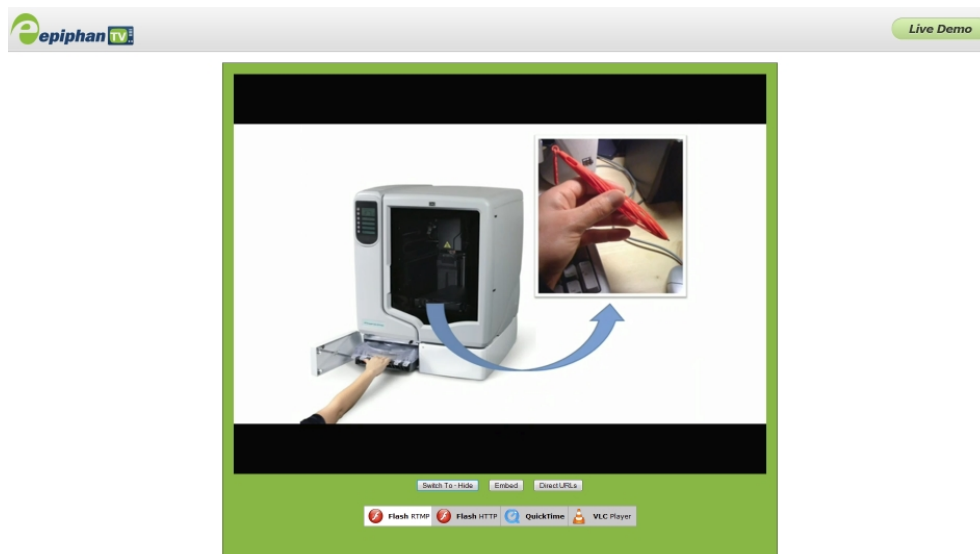 epiphan TV
Live Demo
Switch To - Hide Embed Direct URLs
Flash RTMP Flash HTTP QuickTime VLC Player